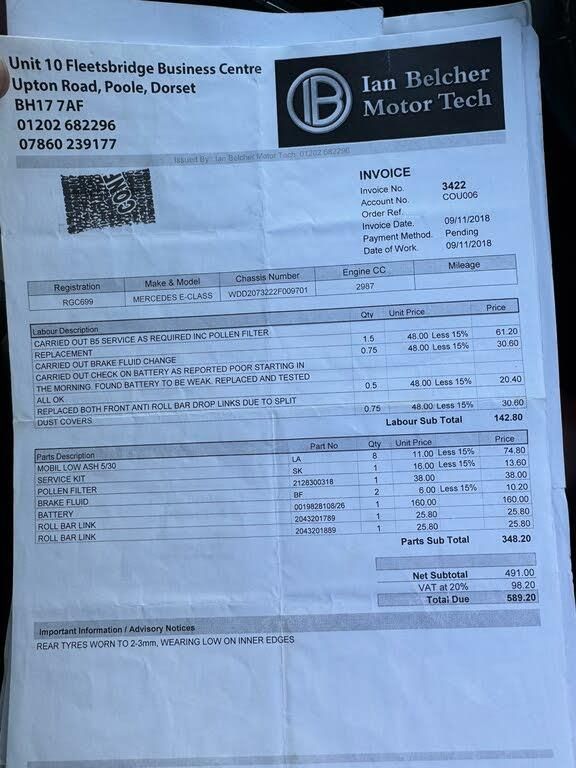 Unit 10 Fleetsbridge Business Centre
Upton Road, Poole, Dorset
BH17 7AF
01202 682296
07860 239177
IB
Ian Belcher
Motor Tech
Issued By: Ian Belcher Motor Tech, 01202 682296
CONF
INVOICE
Invoice No. 3422
Account No. COU006
Order Ref.
Invoice Date. 09/11/2018
Payment Method. Pending
Date of Work. 09/11/2018
Registration Make & Model Chassis Number Engine CC Mileage
RGC699 MERCEDES E-CLASS WDD2073222F009701 2987
Labour Description Qty Unit Price Price
CARRIED OUT B5 SERVICE AS REQUIRED INC POLLEN FILTER 1.5 48.00 Less 15% 61.20
REPLACEMENT
CARRIED OUT BRAKE FLUID CHANGE 0.75 48.00 Less 15% 30.60
CARRIED OUT CHECK ON BATTERY AS REPORTED POOR STARTING IN 0.5 48.00 Less 15% 20.40
THE MORNING. FOUND BATTERY TO BE WEAK. REPLACED AND TESTED
ALL OK
REPLACED BOTH FRONT ANTI ROLL BAR DROP LINKS DUE TO SPLIT 0.75 48.00 Less 15% 30.60
DUST COVERS
Labour Sub Total 142.80
Parts Description Part No Qty Unit Price Price
MOBIL LOW ASH 5/30 LA 8 11.00 Less 15% 74.80
SERVICE KIT SK 1 16.00 Less 15% 13.60
POLLEN FILTER 2128300318 1 38.00 38.00
BRAKE FLUID BF 2 6.00 Less 15% 10.20
BATTERY 0019828108/26 1 160.00 160.00
ROLL BAR LINK 2043201789 1 25.80 25.80
ROLL BAR LINK 2043201889 1 25.80 25.80
Parts Sub Total 348.20
Net Subtotal 491.00
VAT at 20% 98.20
Total Due 589.20
Important Information / Advisory Notices
REAR TYRES WORN TO 2-3mm, WEARING LOW ON INNER EDGES